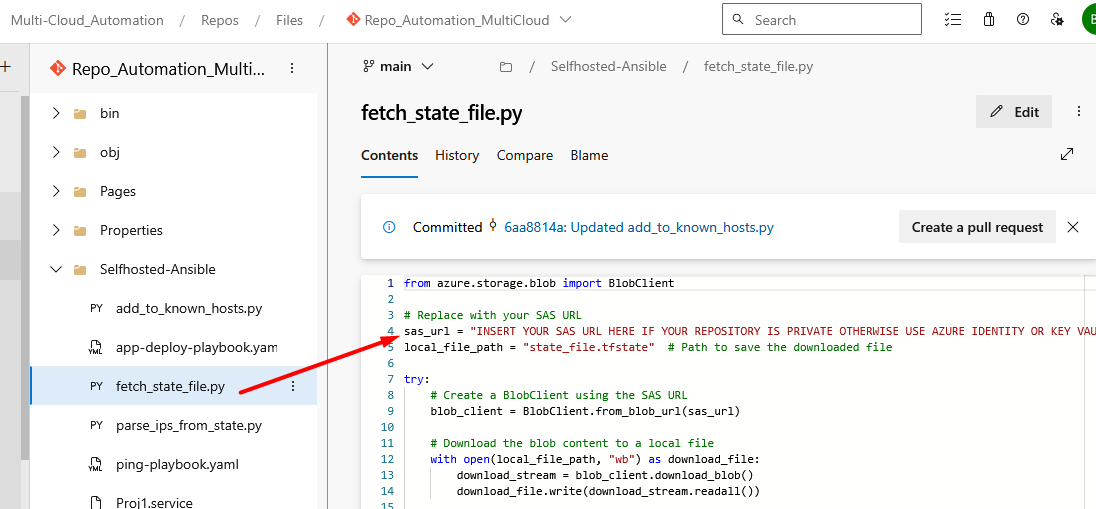 Multi-Cloud_Automation / Repos / Files / Repo_Automation_MultiCloud
Search
Repo_Automation_Multi...
bin
obj
Pages
Properties
Selfhosted-Ansible
PY add_to_known_hosts.py
YML app-deploy-playbook.yam
PY fetch_state_file.py
PY parse_ips_from_state.py
YML ping-playbook.yaml
Proj1.service
main
/ Selfhosted-Ansible / fetch_state_file.py
fetch_state_file.py
Edit
Contents History Compare Blame
Committed 6aa8814a: Updated add_to_known_hosts.py
Create a pull request
1 from azure.storage.blob import BlobClient
2
3 # Replace with your SAS URL
4 sas_url = "INSERT YOUR SAS URL HERE IF YOUR REPOSITORY IS PRIVATE OTHERWISE USE AZURE IDENTITY OR KEY VAU
5 local_file_path = "state_file.tfstate" # Path to save the downloaded file
6
7 try:
8 # Create a BlobClient using the SAS URL
9 blob_client = BlobClient.from_blob_url(sas_url)
10
11 # Download the blob content to a local file
12 with open(local_file_path, "wb") as download_file:
13 download_stream = blob_client.download_blob()
14 download_file.write(download_stream.readall())
15